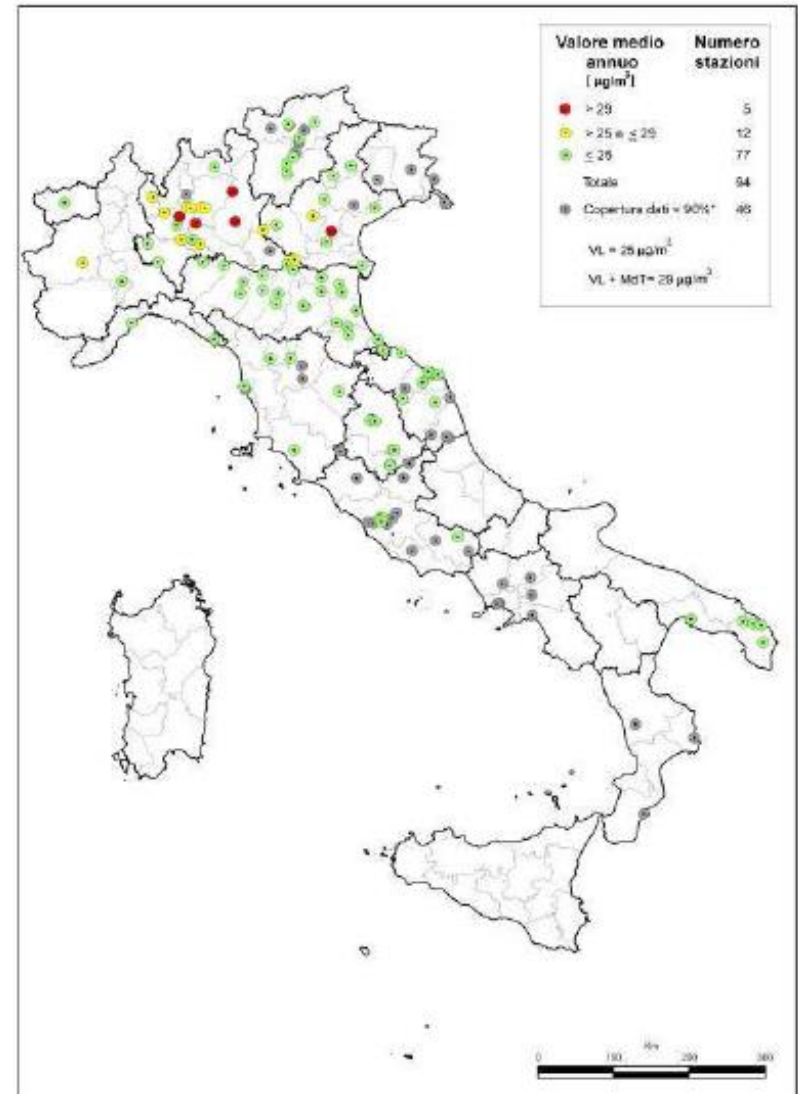 Valore medio annuo Numero stazioni
[ µg/m³]
> 29 5
> 25 e ≤ 29 12
≤ 25 77
Totale 94
Copertura dati < 90%* 46
VL = 25 µg/m³
VL + MdT= 29 µg/m³
Km
0 100 200 300